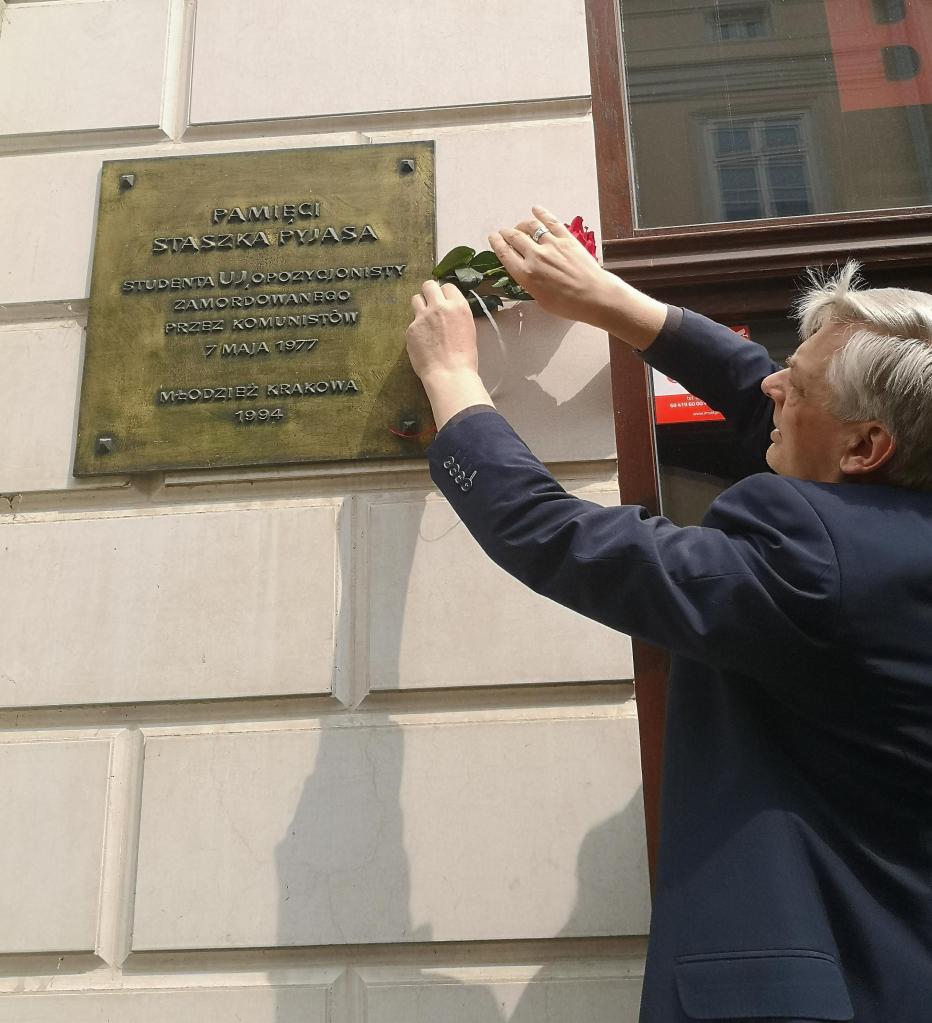 PAMIĘCI
STASZKA PYJASA
STUDENTA UJ, OPOZYCJONISTY
ZAMORDOWANEGO
PRZEZ KOMUNISTÓW
7 MAJA 1977
MŁODZIEŻ KRAKOWA
1994